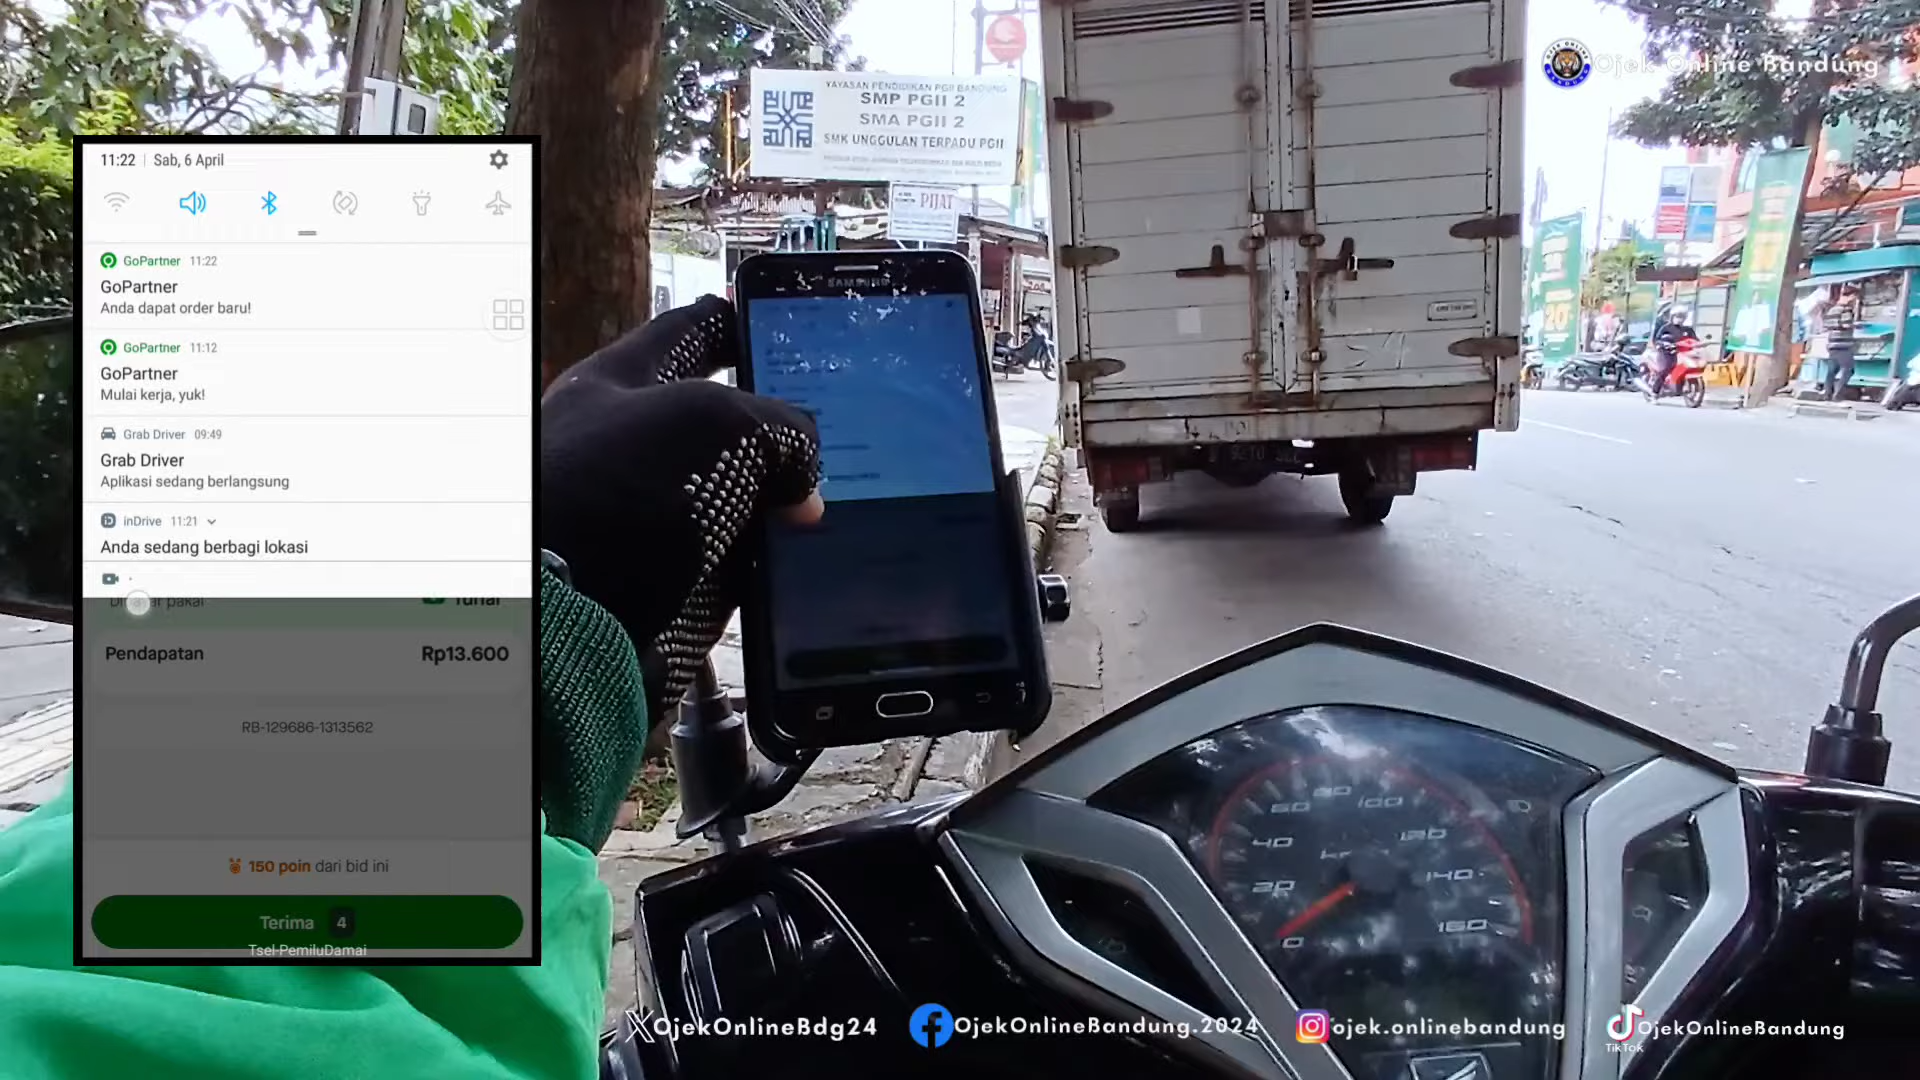 11:22 | Sab, 6 April
GoPartner 11:22
GoPartner
Anda dapat order baru!
GoPartner 11:12
GoPartner
Mulai kerja, yuk!
Grab Driver 09:49
Grab Driver
Aplikasi sedang berlangsung
inDrive 11:21
Anda sedang berbagi lokasi
Tunai
Pendapatan Rp13.600
RB-129686-1313562
150 poin dari bid ini
Terima 4
Tsel-PemiluDamai
YAYASAN PENDIDIKAN PGII BANDUNG
SMP PGII 2
SMA PGII 2
SMK UNGGULAN TERPADU PGII
PIJAT
SAMSUNG
Ojek Online Bandung
20
0 20 40 60 80 100 120 140 160
OjekOnlineBdg24
OjekOnlineBandung.2024
ojek.onlinebandung
OjekOnlineBandung
TikTok